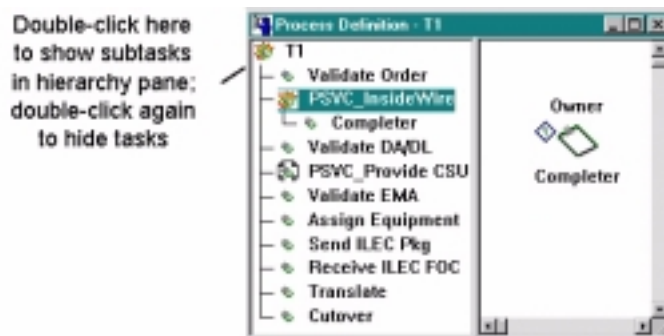 Double-click here
to show subtasks
in hierarchy pane;
double-click again
to hide tasks
Process Definition - T1
T1
Validate Order
PSVC_InsideWire
Completer
Validate DA/DL
PSVC_Provide CSU
Validate EMA
Assign Equipment
Send ILEC Pkg
Receive ILEC FOC
Translate
Cutover
Owner
Completer